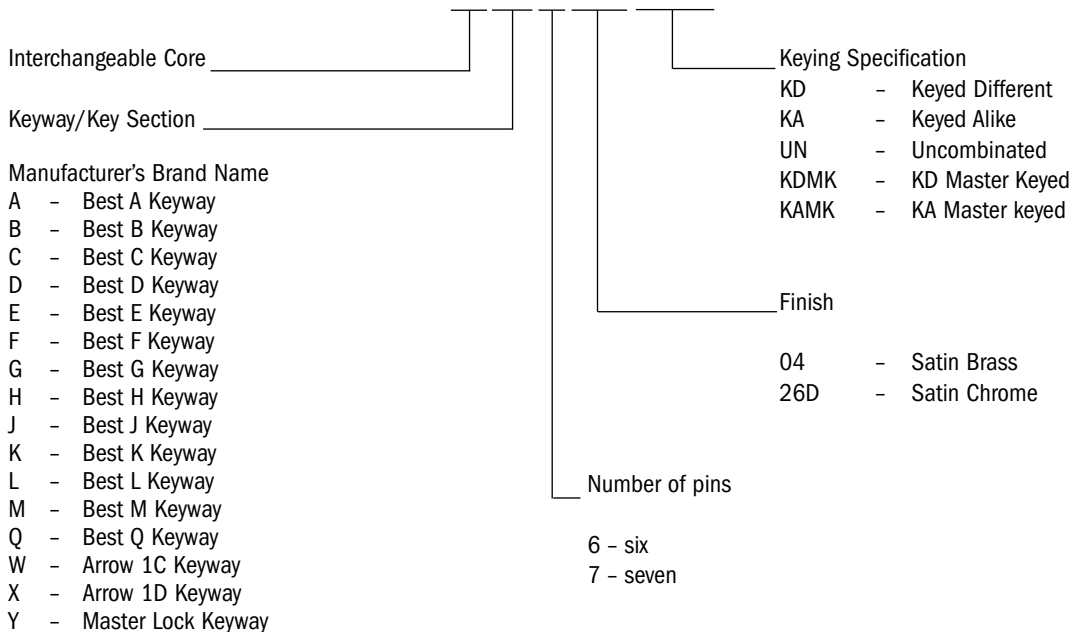 Interchangeable Core
Keyway/Key Section
Manufacturer's Brand Name
A – Best A Keyway
B – Best B Keyway
C – Best C Keyway
D – Best D Keyway
E – Best E Keyway
F – Best F Keyway
G – Best G Keyway
H – Best H Keyway
J – Best J Keyway
K – Best K Keyway
L – Best L Keyway
M – Best M Keyway
Q – Best Q Keyway
W – Arrow 1C Keyway
X – Arrow 1D Keyway
Y – Master Lock Keyway
Number of pins
6 – six
7 – seven
Keying Specification
KD – Keyed Different
KA – Keyed Alike
UN – Uncombinated
KDMK – KD Master Keyed
KAMK – KA Master keyed
Finish
04 – Satin Brass
26D – Satin Chrome